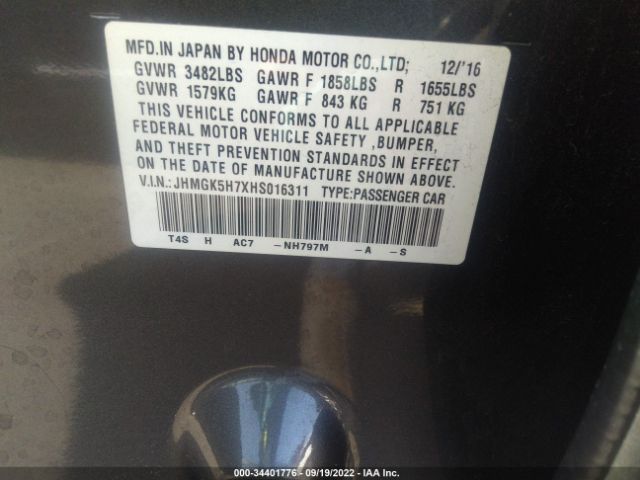 MFD.IN JAPAN BY HONDA MOTOR CO.,LTD; 12/'16
GVWR 3482LBS GAWR F 1858LBS R 1655LBS
GVWR 1579KG GAWR F 843 KG R 751 KG
THIS VEHICLE CONFORMS TO ALL APPLICABLE
FEDERAL MOTOR VEHICLE SAFETY ,BUMPER,
AND THEFT PREVENTION STANDARDS IN EFFECT
ON THE DATE OF MANUFACTURE SHOWN ABOVE.
V.I.N.: JHMGK5H7XHS016311 TYPE:PASSENGER CAR
T4S H AC7 -NH797M -A -S
000-34401776 - 09/19/2022 - IAA Inc.